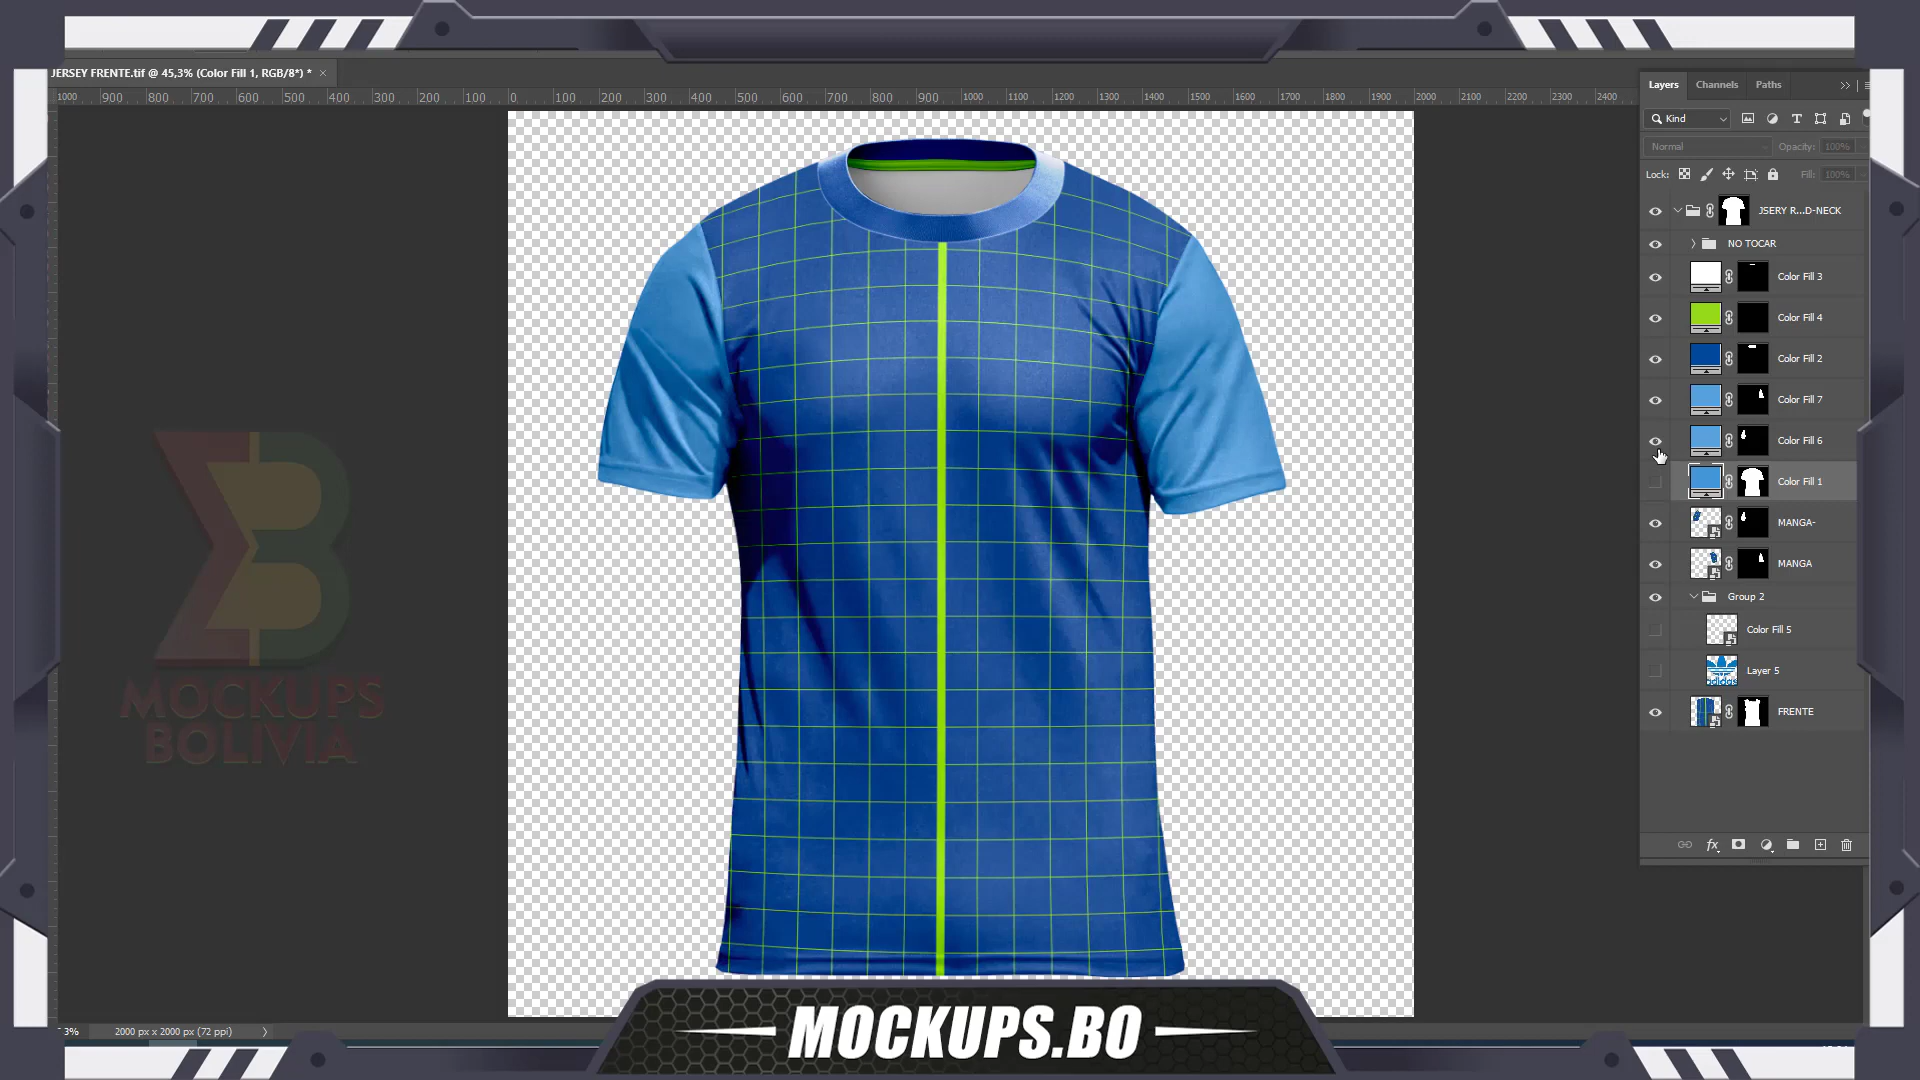 JERSEY FRENTE.tif @ 45,3% (Color Fill 1, RGB/8*) * ×
1000 900 800 700 600 500 400 300 200 100 0 100 200 300 400 500 600 700 800 900 1000 1100 1200 1300 1400 1500 1600 1700 1800 1900 2000 2100 2200 2300 2400
Layers Channels Paths
Kind
Normal Opacity: 100%
Lock: Fill: 100%
JSERY R...D-NECK
NO TOCAR
Color Fill 3
Color Fill 4
Color Fill 2
Color Fill 7
Color Fill 6
Color Fill 1
MANGA-
MANGA
Group 2
Color Fill 5
Layer 5
adidas
FRENTE
MOCKUPS
BOLIVIA
3% 2000 px x 2000 px (72 ppi)
MOCKUPS.BO